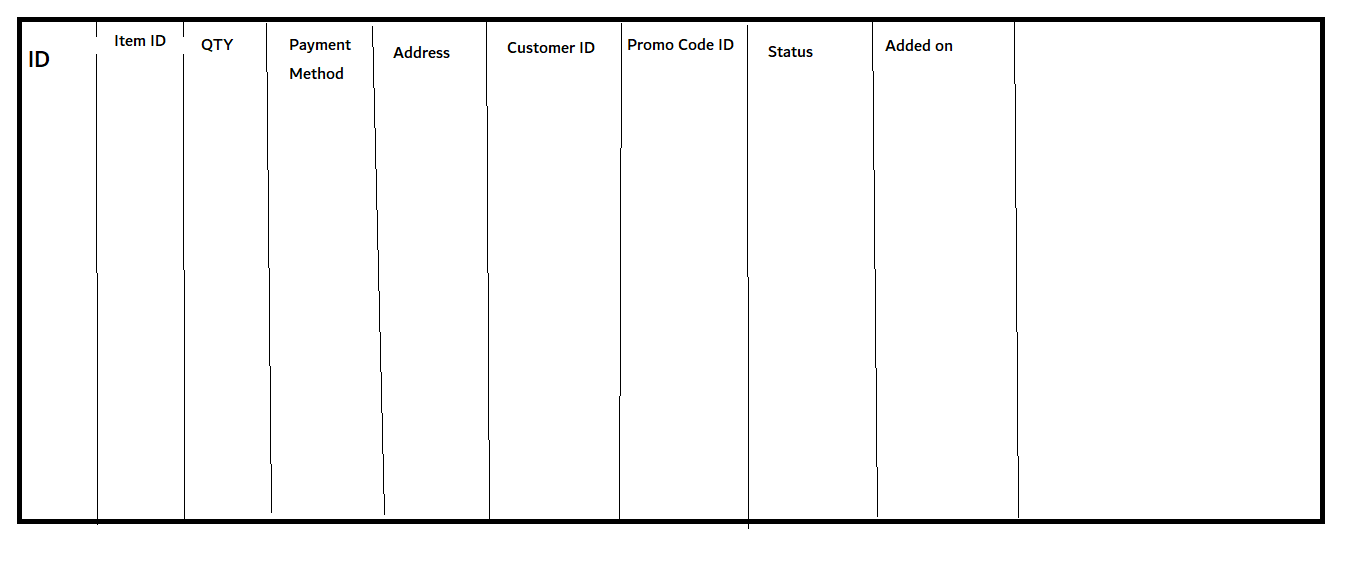 ID
Item ID
QTY
Payment
Method
Address
Customer ID
Promo Code ID
Status
Added on